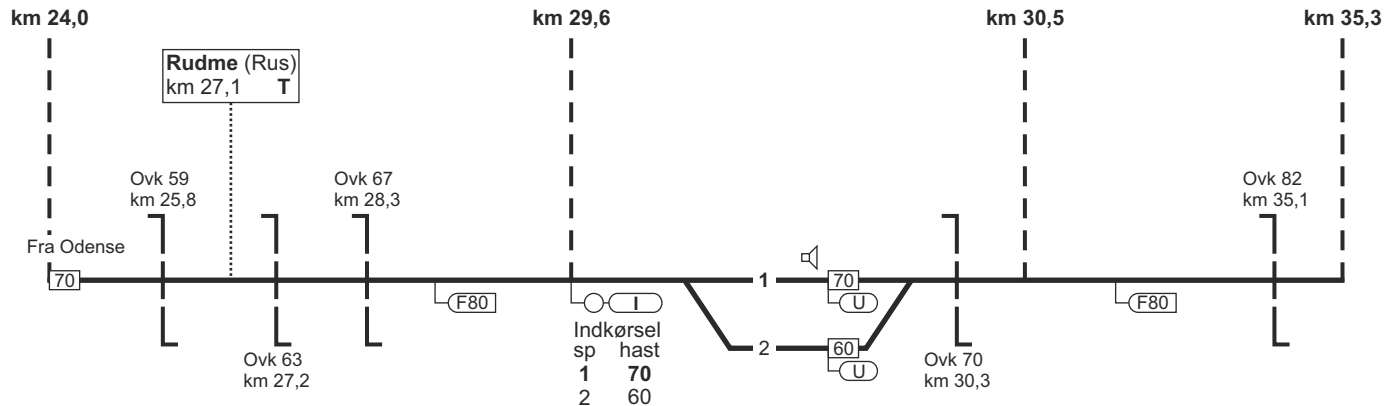 km 24,0 km 29,6 km 30,5 km 35,3
Rudme (Rus)
km 27,1 T
Ovk 59
km 25,8
Ovk 67
km 28,3
Ovk 82
km 35,1
Fra Odense
70 1 70
F80 I U F80
Indkørsel
sp hast
1 70
2 60
2 60
U
Ovk 63
km 27,2
Ovk 70
km 30,3